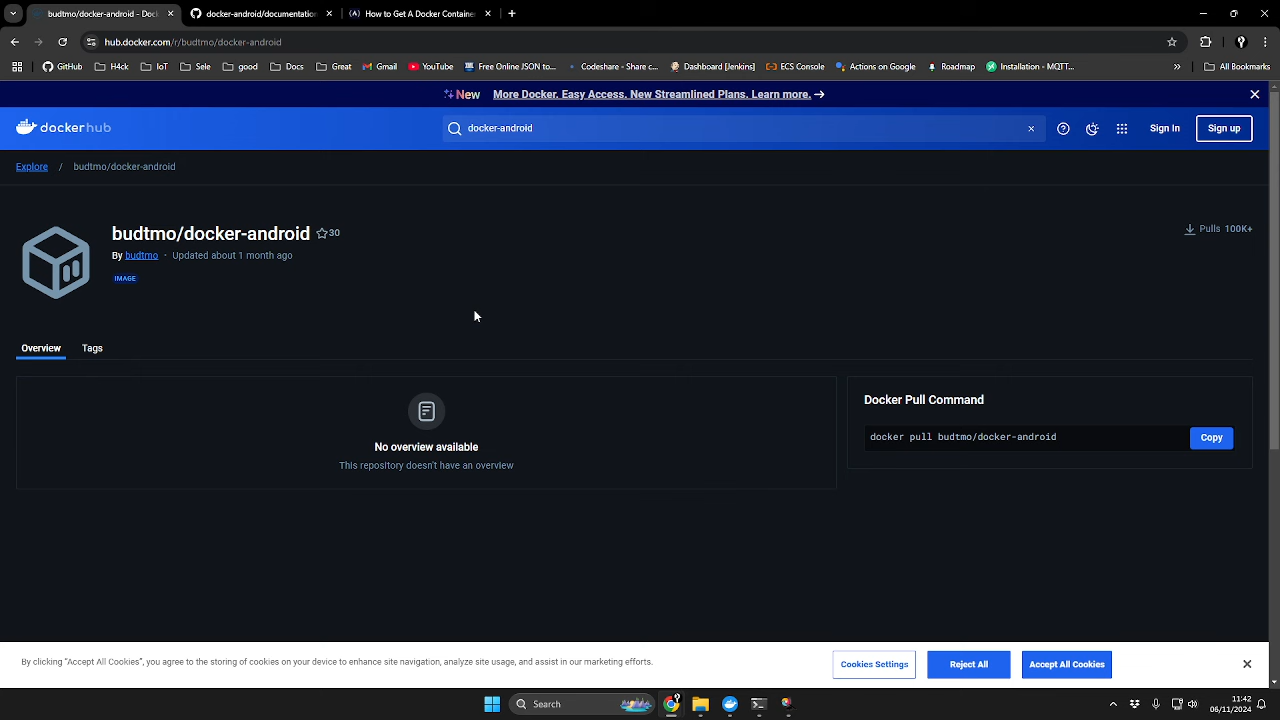 budtmo/docker-android - Doc
docker-android/documentation
How to Get A Docker Container
hub.docker.com/r/budtmo/docker-android
GitHub H4ck IoT Sale good Docs Great Gmail YouTube Free Online JSON to... Codeshare - Share c... Dashboard [Jenkins] ECS Console Actions on Google Roadmap Installation - MQTT... » All Bookmarks
New More Docker. Easy Access. New Streamlined Plans. Learn more. →
dockerhub
docker-android
Sign In
Sign up
Explore / budtmo/docker-android
budtmo/docker-android 30
Pulls 100K+
By budtmo · Updated about 1 month ago
IMAGE
Overview
Tags
No overview available
This repository doesn't have an overview
Docker Pull Command
docker pull budtmo/docker-android
Copy
By clicking "Accept All Cookies", you agree to the storing of cookies on your device to enhance site navigation, analyze site usage, and assist in our marketing efforts.
Cookies Settings
Reject All
Accept All Cookies
Search
11:42
06/11/2024